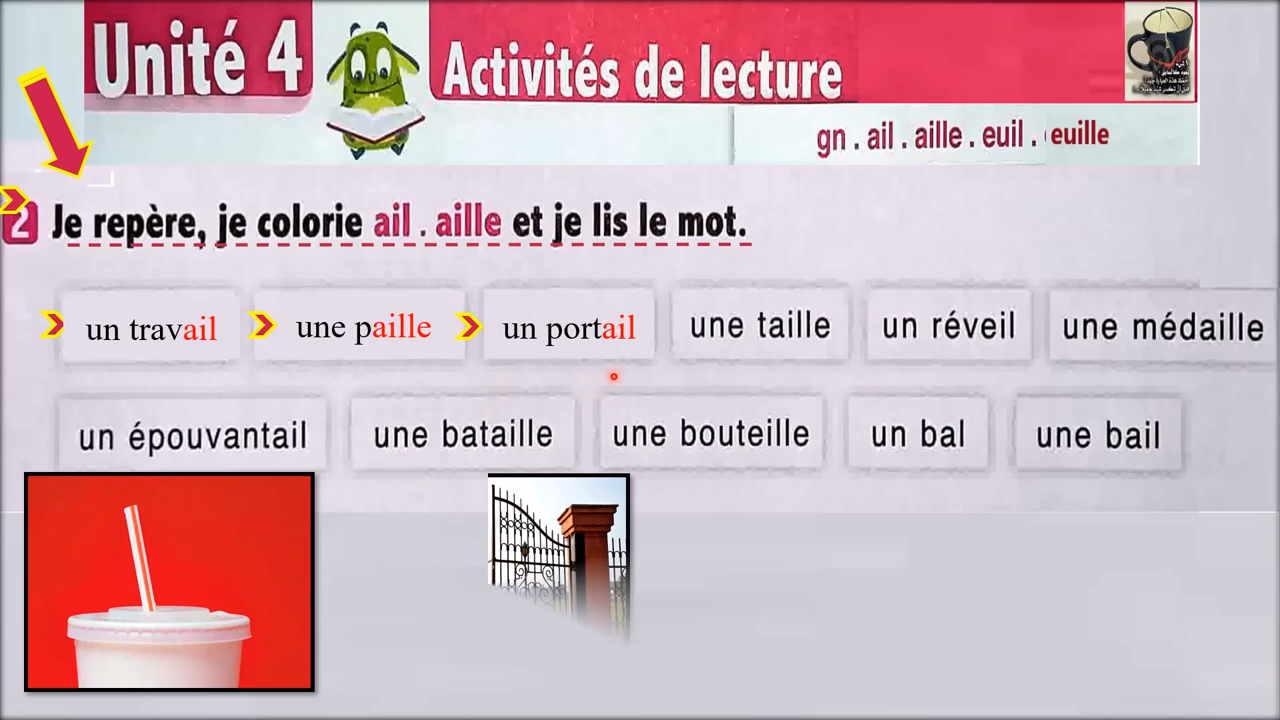 Unité 4
Activités de lecture
gn . ail . aille . euil . euille
2 Je repère, je colorie ail . aille et je lis le mot.
un travail une paille un portail une taille un réveil une médaille
un épouvantail une bataille une bouteille un bal une bail